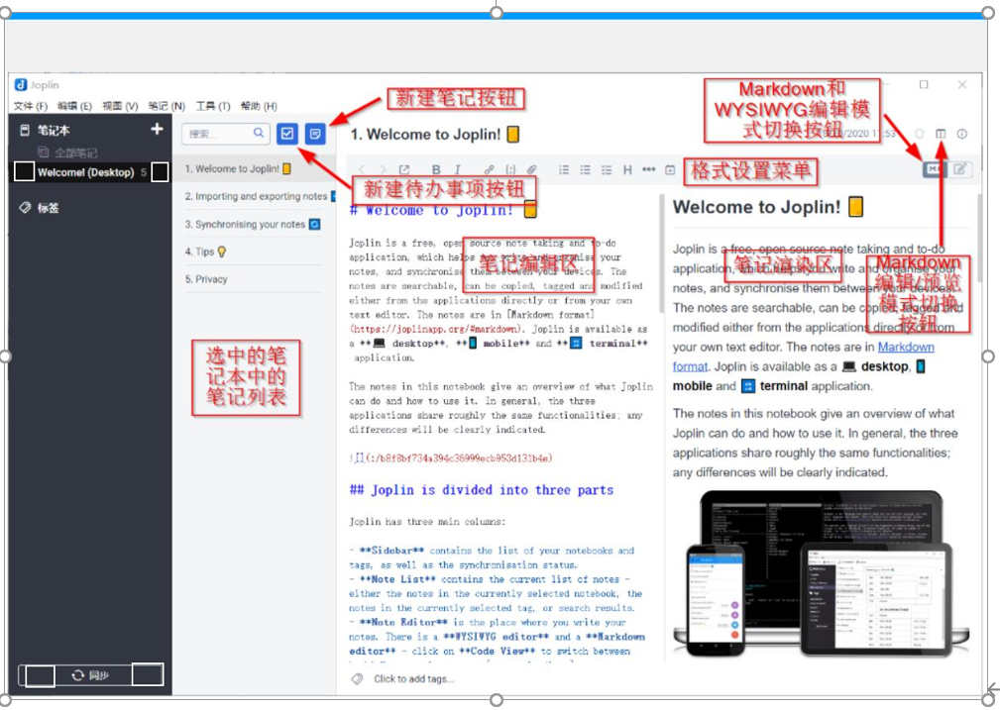 Joplin
文件 (F) 编辑 (E) 视图 (V) 笔记 (N) 工具 (T) 帮助 (H)
笔记本
全部笔记
Welcome! (Desktop) 5
标签
同步
搜索...
新建笔记按钮
新建待办事项按钮
1. Welcome to Joplin!
2. Importing and exporting notes
3. Synchronising your notes
4. Tips
5. Privacy
选中的笔
记本中的
笔记列表
1. Welcome to Joplin!
Markdown和
WYSIWYG编辑模
式切换按钮
格式设置菜单
# Welcome to Joplin!
笔记编辑区
Joplin is a free, open source note taking and to-do
application, which helps you write and organise your
notes, and synchronise them between your devices. The
notes are searchable, can be copied, tagged and modified
either from the applications directly or from your own
text editor. The notes are in [Markdown format]
(https://joplinapp.org/#markdown). Joplin is available as
a ** desktop**, ** mobile** and ** terminal**
application.
The notes in this notebook give an overview of what Joplin
can do and how to use it. In general, the three
applications share roughly the same functionalities; any
differences will be clearly indicated.
![](:/b8f8bf734a394c36999ecb953d131b4e)
## Joplin is divided into three parts
Joplin has three main columns:
- **Sidebar** contains the list of your notebooks and
tags, as well as the synchronisation status.
- **Note List** contains the current list of notes -
either the notes in the currently selected notebook, the
notes in the currently selected tag, or search results.
- **Note Editor** is the place where you write your
notes. There is a **WYSIWYG editor** and a **Markdown
editor** - click on **Code View** to switch between
Click to add tags...
Welcome to Joplin!
笔记渲染区
Markdown
编辑/预览
模式切换
按钮
Joplin is a free, open source note taking and to-do
application, which helps you write and organise your
notes, and synchronise them between your devices.
The notes are searchable, can be copied, tagged and
modified either from the applications directly or from
your own text editor. The notes are in Markdown
format. Joplin is available as a desktop,
mobile and terminal application.
The notes in this notebook give an overview of what
Joplin can do and how to use it. In general, the three
applications share roughly the same functionalities;
any differences will be clearly indicated.